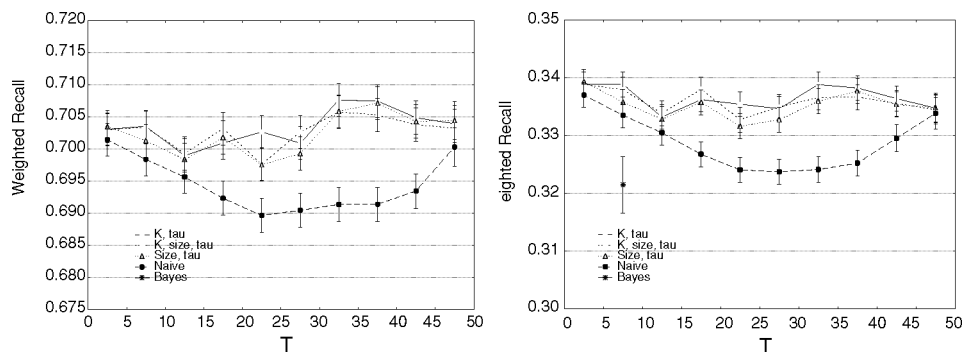 0.720
0.715
0.710
0.705
0.700
0.695
0.690
0.685
0.680
0.675
Weighted Recall
K, tau
K, size, tau
Size, tau
Naive
Bayes
0 5 10 15 20 25 30 35 40 45 50
T
0.35
0.34
0.33
0.32
0.31
0.30
eighted Recall
K, tau
K, size, tau
Size, tau
Naive
Bayes
0 5 10 15 20 25 30 35 40 45 50
T